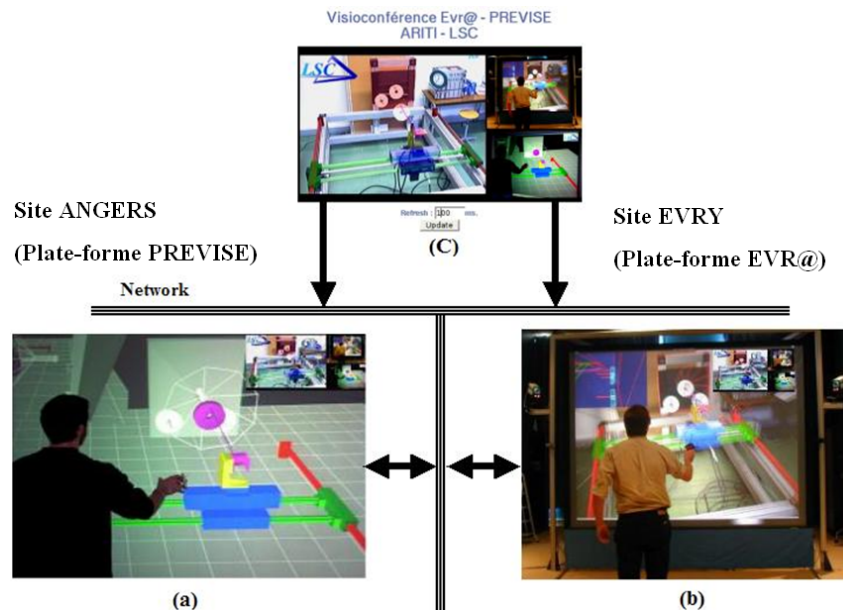 Visioconférence Evr@ - PREVISE
ARITI - LSC
LSC
Refresh : 100 ms.
Update
(C)
Site ANGERS
(Plate-forme PREVISE)
Site EVRY
(Plate-forme EVR@)
Network
(a)
(b)